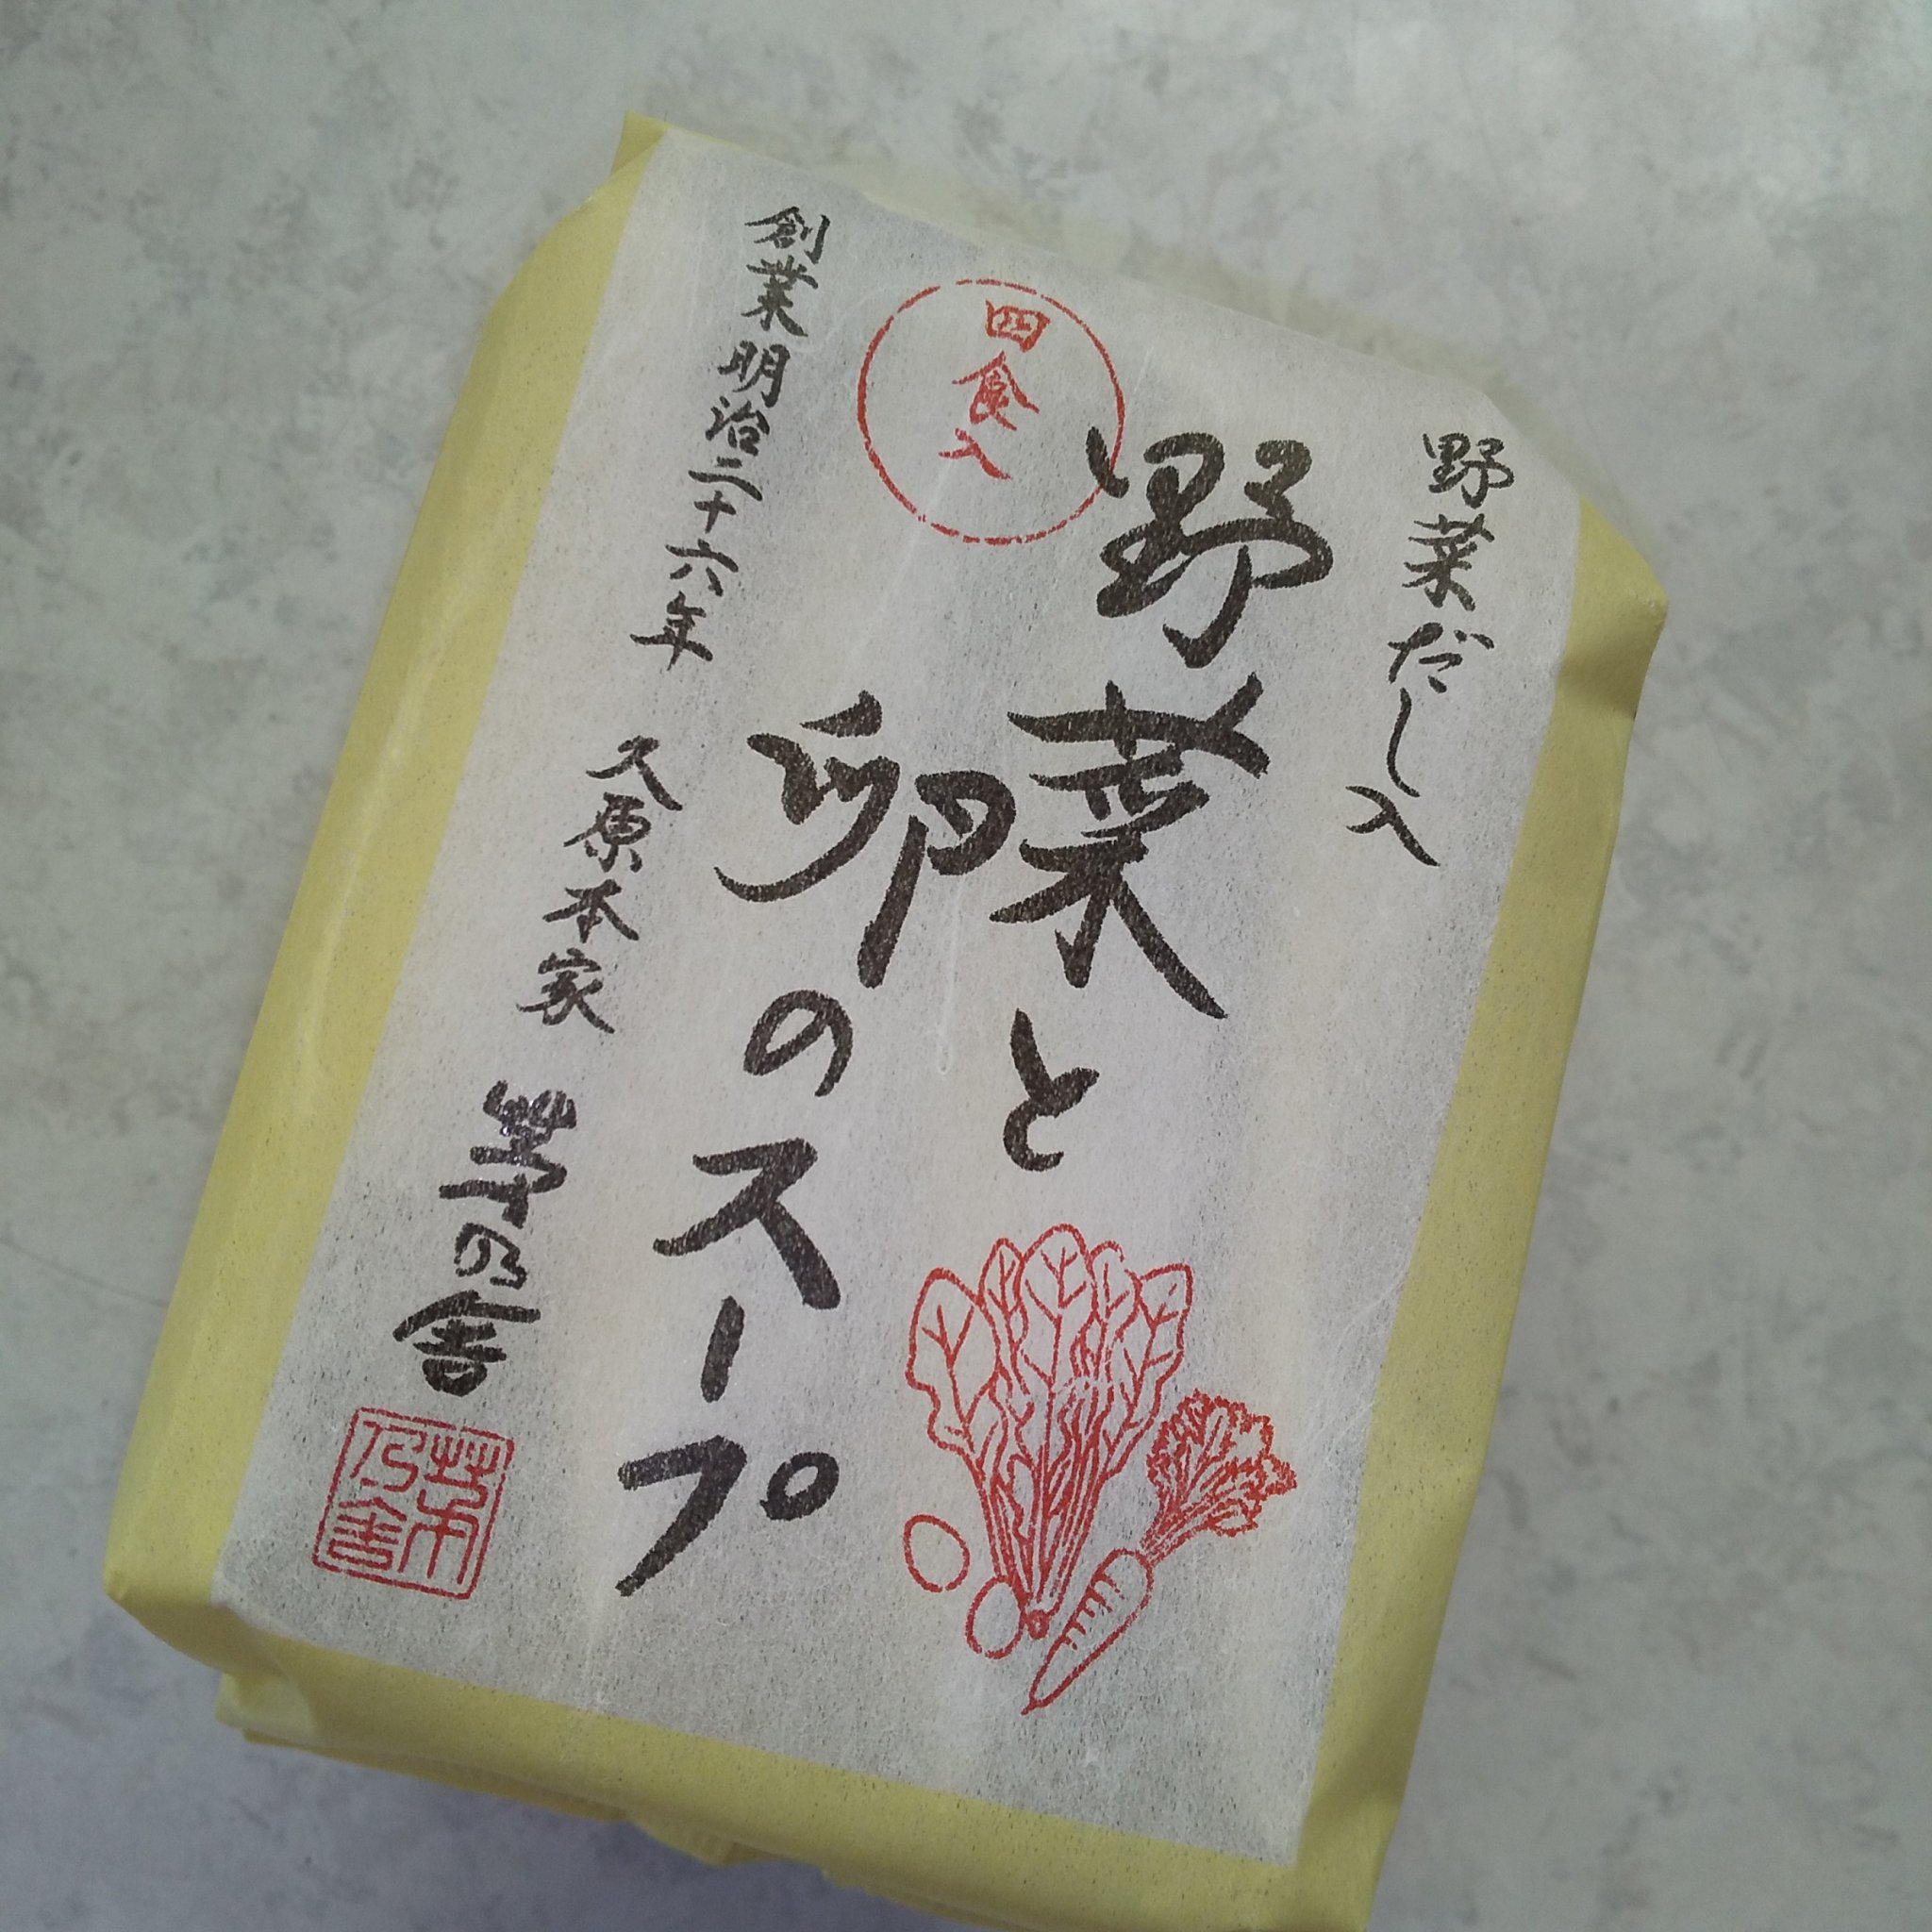 野菜だし入
野菜と
卵のスープ
四食入
創業明治二十六年 久原本家 茅乃舎
茅乃舎